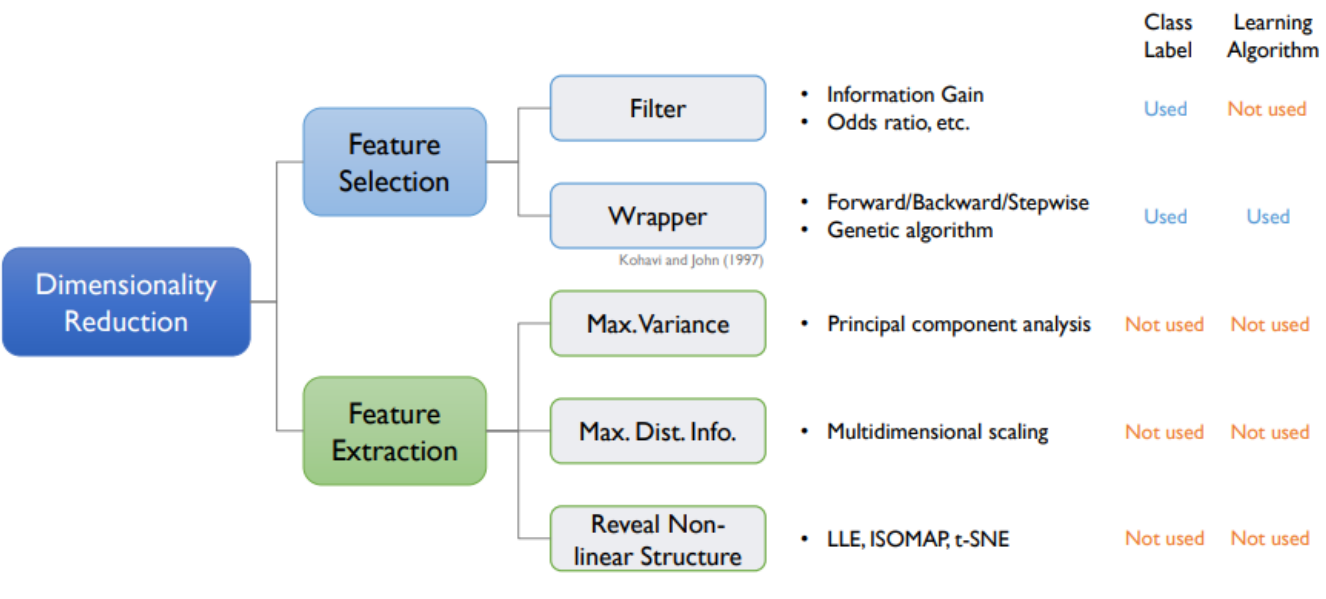 Class Label
Learning Algorithm
Dimensionality Reduction
Feature Selection
Filter
• Information Gain
• Odds ratio, etc.
Used
Not used
Wrapper
Kohavi and John (1997)
• Forward/Backward/Stepwise
• Genetic algorithm
Used
Used
Feature Extraction
Max. Variance
• Principal component analysis
Not used
Not used
Max. Dist. Info.
• Multidimensional scaling
Not used
Not used
Reveal Non-
linear Structure
• LLE, ISOMAP, t-SNE
Not used
Not used